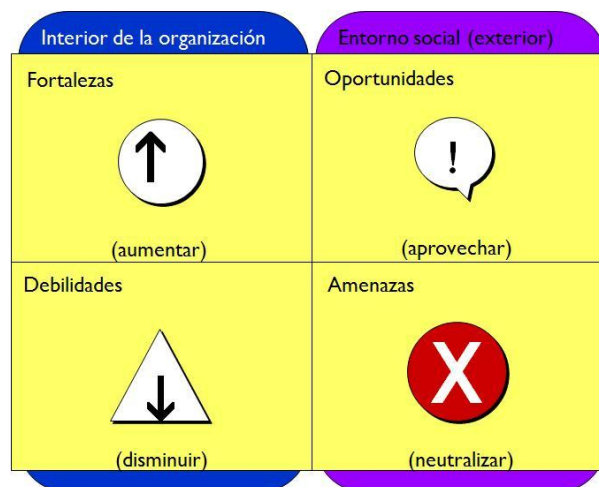 Interior de la organización
Entorno social (exterior)
Fortalezas
Oportunidades
!
(aumentar)
(aprovechar)
Debilidades
Amenazas
X
(disminuir)
(neutralizar)